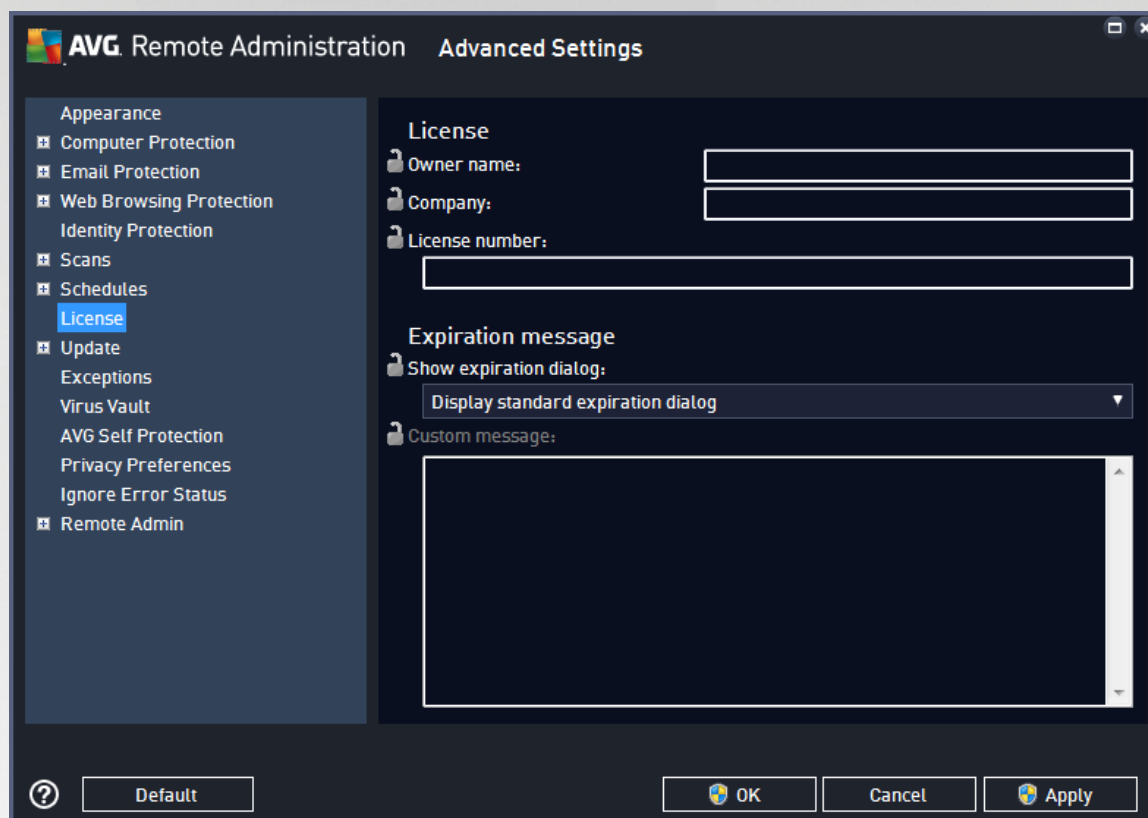 AVG. Remote Administration Advanced Settings
Appearance
Computer Protection
Email Protection
Web Browsing Protection
Identity Protection
Scans
Schedules
License
Update
Exceptions
Virus Vault
AVG Self Protection
Privacy Preferences
Ignore Error Status
Remote Admin
License
Owner name:
Company:
License number:
Expiration message
Show expiration dialog:
Display standard expiration dialog
Custom message:
? Default OK Cancel Apply